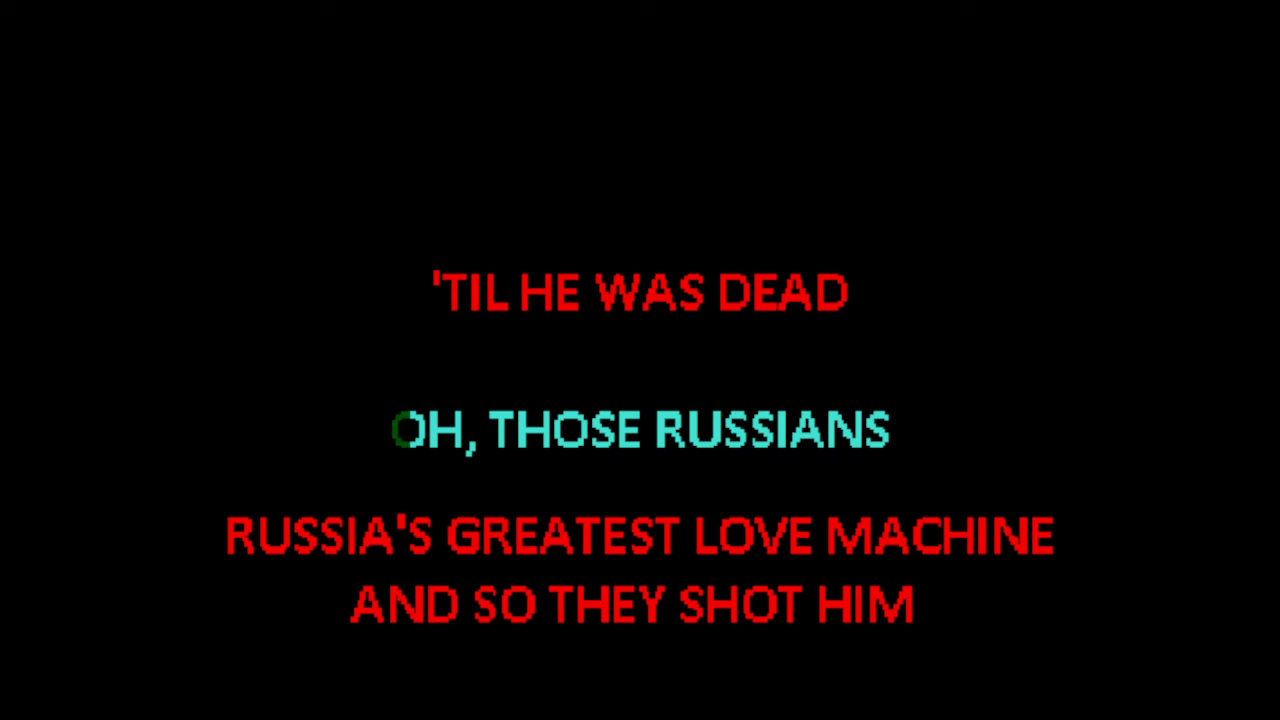 'TIL HE WAS DEAD
OH, THOSE RUSSIANS
RUSSIA'S GREATEST LOVE MACHINE
AND SO THEY SHOT HIM